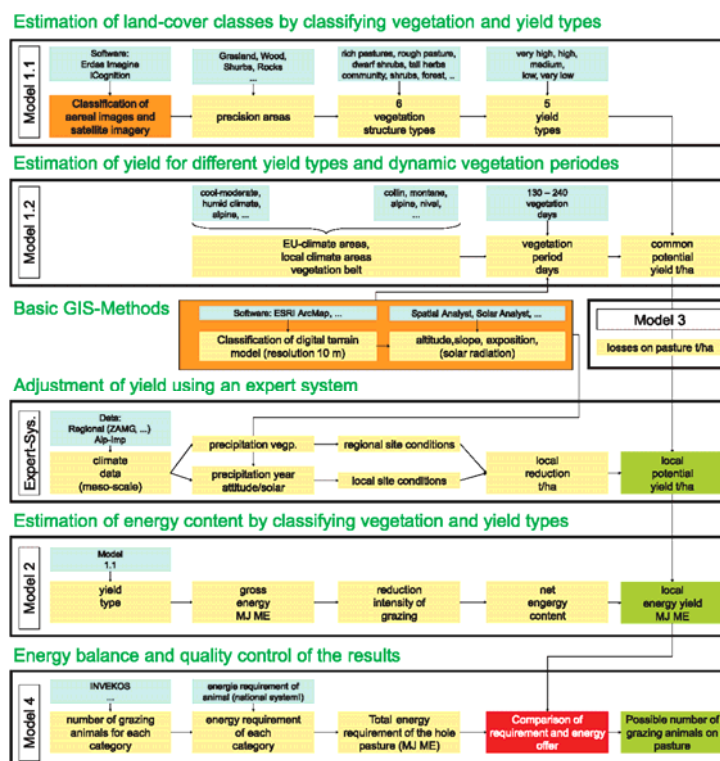 Estimation of land-cover classes by classifying vegetation and yield types
Model 1.1
Software:
Erdas Imagine
ICognition
Classification of
aereal images and
satellite imagery
Grasland, Wood,
Shurbs, Rocks
...
precision areas
rich pastures, rough pasture,
dwarf shrubs, tall herbs
community, shrubs, forest, ..
6
vegetation
structure types
very high, high,
medium,
low, very low
5
yield
types
Estimation of yield for different yield types and dynamic vegetation periodes
Model 1.2
cool-moderate,
humid climate,
alpine, ...
collin, montane,
alpine, nival,
...
EU-climate areas,
local climate areas
vegetation belt
130 – 240
vegetation
days
vegetation
period
days
common
potential
yield t/ha
Basic GIS-Methods
Software: ESRI ArcMap, ...
Classification of digital terrain
model (resolution 10 m)
Spatial Analyst, Solar Analyst, ...
altitude,slope, exposition,
(solar radiation)
Model 3
losses on pasture t/ha
Adjustment of yield using an expert system
Expert-Sys.
Data:
Regional (ZAMG, ...)
Alp-Imp
climate
data
(meso-scale)
precipitation vegp.
precipitation year
attitude/solar
regional site conditions
local site conditions
local
reduction
t/ha
local
potential
yield t/ha
Estimation of energy content by classifying vegetation and yield types
Model 2
Model
1.1
yield
type
gross
energy
MJ ME
reduction
intensity of
grazing
net
engergy
content
local
energy yield
MJ ME
Energy balance and quality control of the results
Model 4
INVEKOS
...
number of grazing
animals for each
category
energie requirement of
animal (national system!)
energy requirement
of each
category
Total energy
requirement of the hole
pasture (MJ ME)
Comparison of
requirement and energy
offer
Possible number of
grazing animals on
pasture